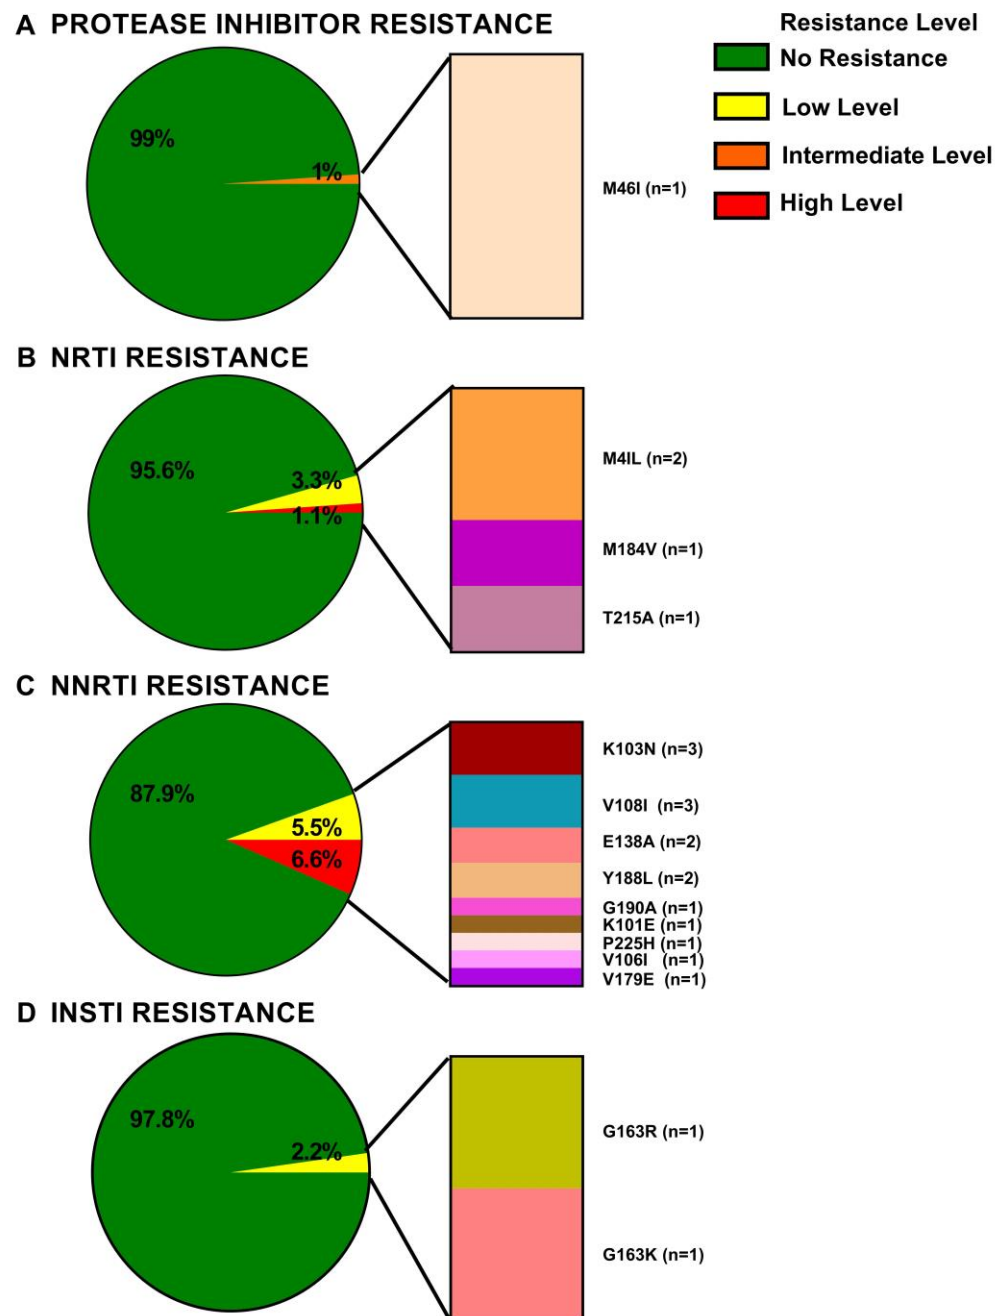 A PROTEASE INHIBITOR RESISTANCE
Resistance Level
No Resistance
Low Level
Intermediate Level
High Level
99%
1%
M46I (n=1)
B NRTI RESISTANCE
95.6%
3.3%
1.1%
M4IL (n=2)
M184V (n=1)
T215A (n=1)
C NNRTI RESISTANCE
87.9%
5.5%
6.6%
K103N (n=3)
V108I (n=3)
E138A (n=2)
Y188L (n=2)
G190A (n=1)
K101E (n=1)
P225H (n=1)
V106I (n=1)
V179E (n=1)
D INSTI RESISTANCE
97.8%
2.2%
G163R (n=1)
G163K (n=1)